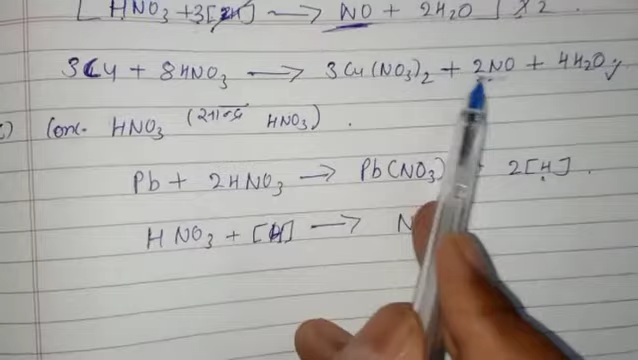 [ HNO₃ + 3[H] ⟶ NO + 2H₂O ] × 2 .
3Cu + 8HNO₃ ⟶ 3Cu(NO₃)₂ + 2NO + 4H₂O
) Conc. HNO₃ ( HNO₃) .
Pb + 2HNO₃ ⟶ Pb(NO₃) 2[H] .
HNO₃ + [H] ⟶ N